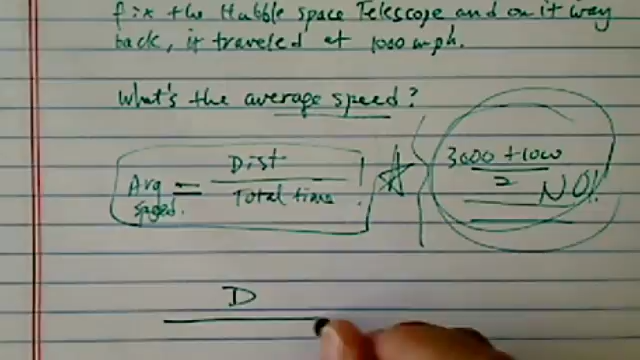 fix the Hubble space Telescope and on it way
back, it traveled at 1000 mph.
What's the average speed?
Avg speed. = Dist / Total time !
3000 + 1000 / 2 NO!
D